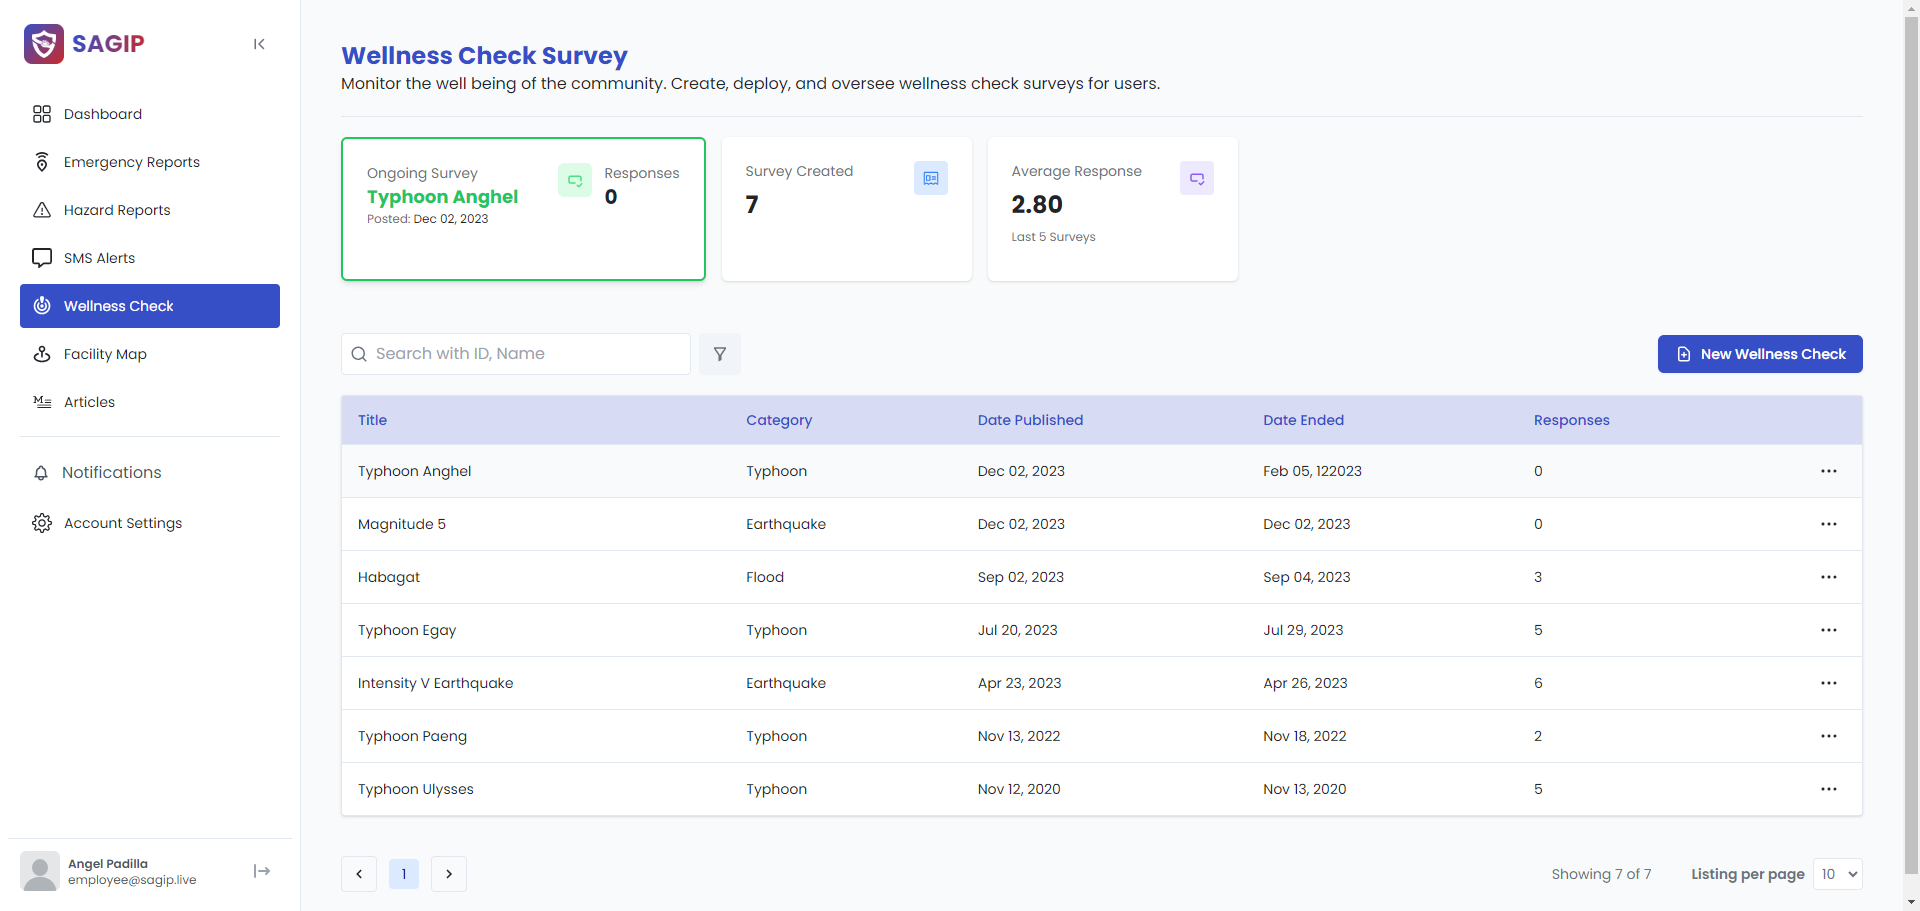 SAGIP
Dashboard
Emergency Reports
Hazard Reports
SMS Alerts
Wellness Check
Facility Map
Articles
Notifications
Account Settings
Angel Padilla
employee@sagip.live
Wellness Check Survey
Monitor the well being of the community. Create, deploy, and oversee wellness check surveys for users.
Ongoing Survey
Typhoon Anghel
Posted: Dec 02, 2023
Responses
0
Survey Created
7
Average Response
2.80
Last 5 Surveys
Search with ID, Name
New Wellness Check
Title Category Date Published Date Ended Responses
Typhoon Anghel Typhoon Dec 02, 2023 Feb 05, 122023 0
Magnitude 5 Earthquake Dec 02, 2023 Dec 02, 2023 0
Habagat Flood Sep 02, 2023 Sep 04, 2023 3
Typhoon Egay Typhoon Jul 20, 2023 Jul 29, 2023 5
Intensity V Earthquake Earthquake Apr 23, 2023 Apr 26, 2023 6
Typhoon Paeng Typhoon Nov 13, 2022 Nov 18, 2022 2
Typhoon Ulysses Typhoon Nov 12, 2020 Nov 13, 2020 5
1
Showing 7 of 7 Listing per page 10